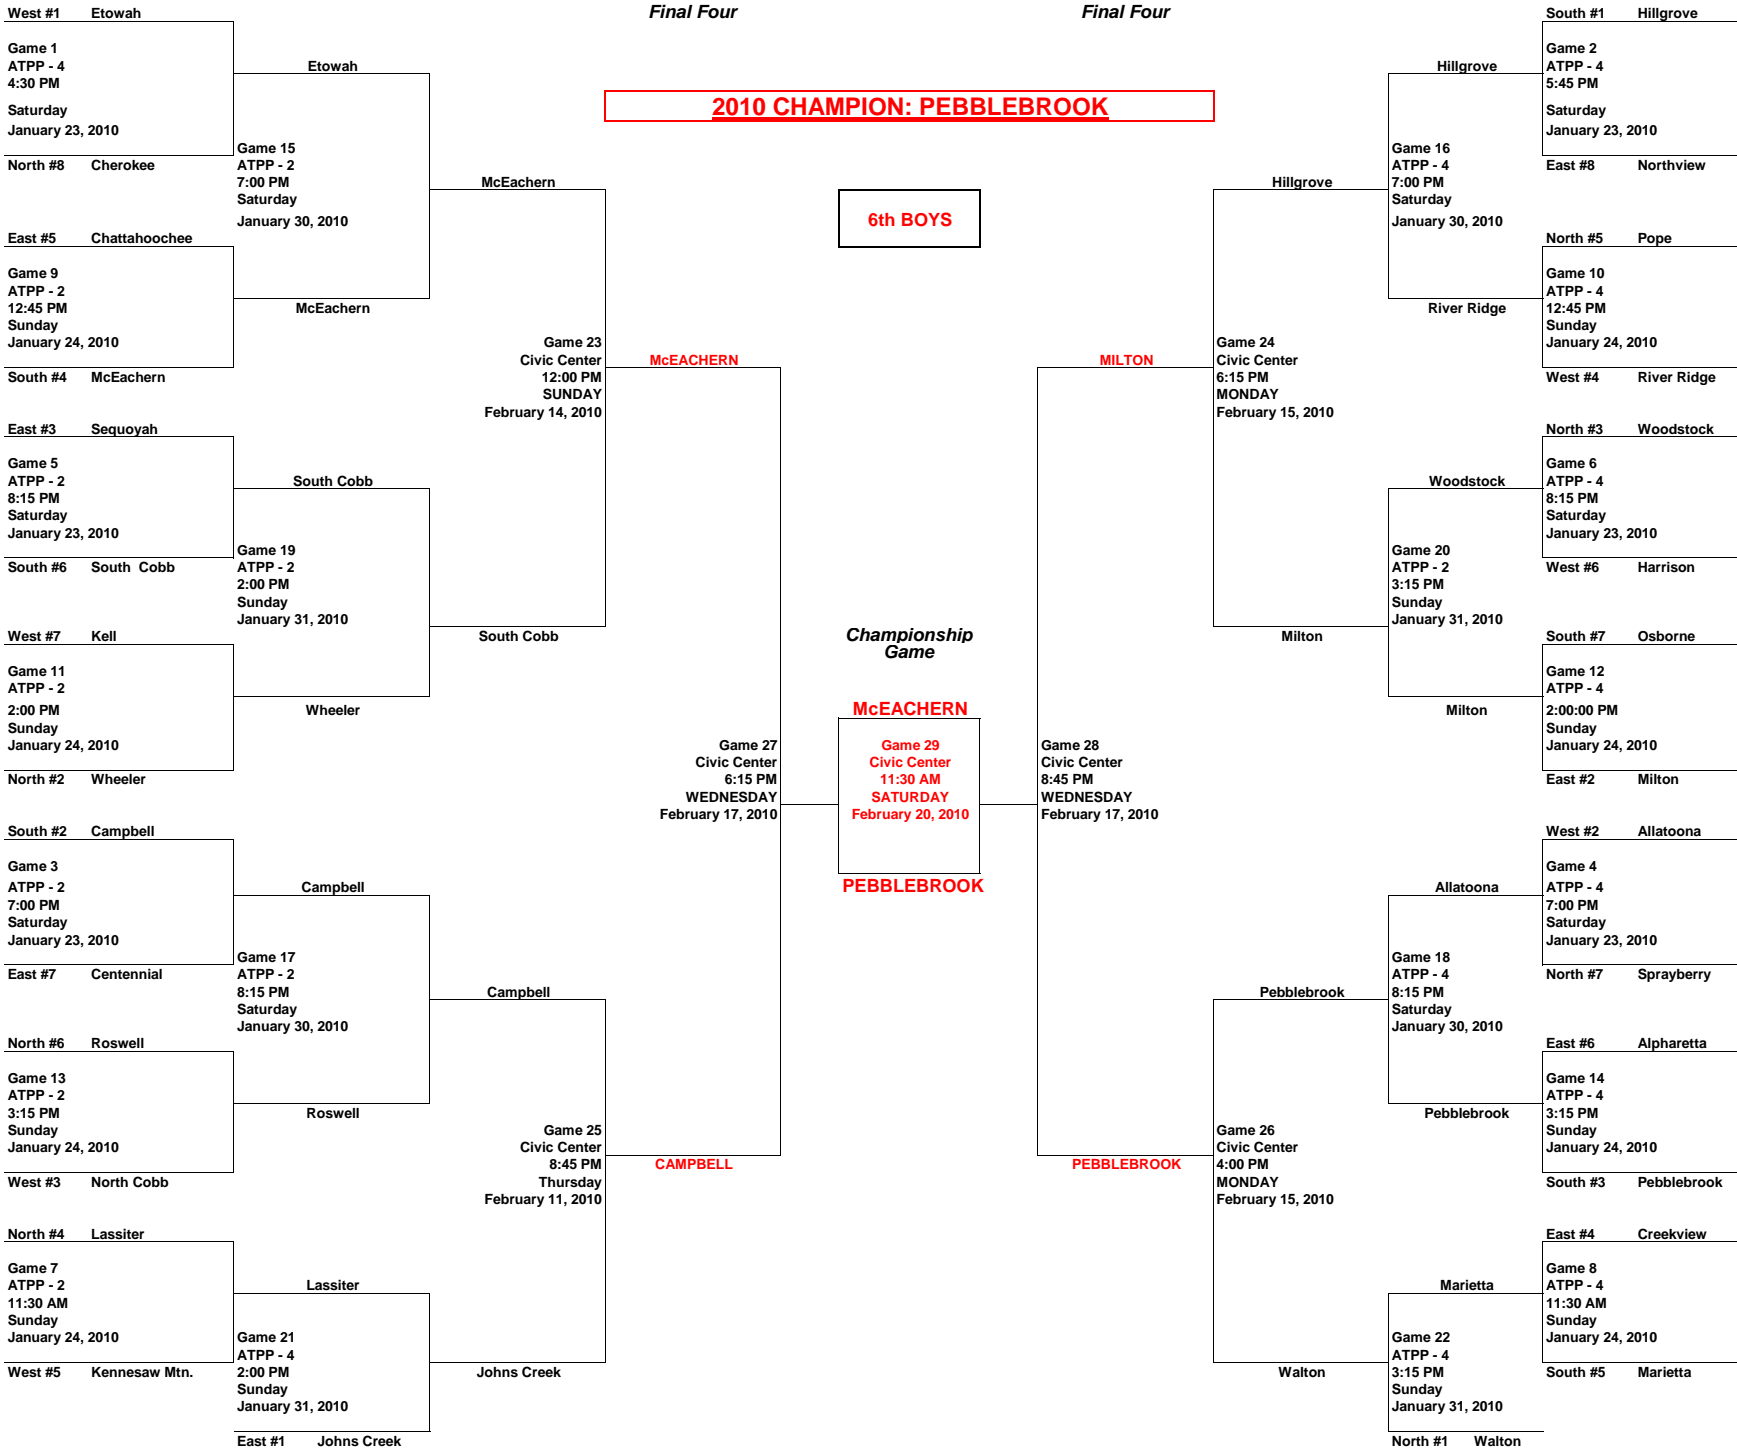 Final Four
Final Four
2010 CHAMPION: PEBBLEBROOK
6th BOYS
West #1 Etowah
Game 1
ATPP - 4
4:30 PM
Saturday
January 23, 2010
North #8 Cherokee
East #5 Chattahoochee
Game 9
ATPP - 2
12:45 PM
Sunday
January 24, 2010
South #4 McEachern
East #3 Sequoyah
Game 5
ATPP - 2
8:15 PM
Saturday
January 23, 2010
South #6 South Cobb
West #7 Kell
Game 11
ATPP - 2
2:00 PM
Sunday
January 24, 2010
North #2 Wheeler
South #2 Campbell
Game 3
ATPP - 2
7:00 PM
Saturday
January 23, 2010
East #7 Centennial
North #6 Roswell
Game 13
ATPP - 2
3:15 PM
Sunday
January 24, 2010
West #3 North Cobb
North #4 Lassiter
Game 7
ATPP - 2
11:30 AM
Sunday
January 24, 2010
West #5 Kennesaw Mtn.
Etowah
Game 15
ATPP - 2
7:00 PM
Saturday
January 30, 2010
McEachern
South Cobb
Game 19
ATPP - 2
2:00 PM
Sunday
January 31, 2010
Wheeler
Campbell
Game 17
ATPP - 2
8:15 PM
Saturday
January 30, 2010
Roswell
Lassiter
Game 21
ATPP - 4
2:00 PM
Sunday
January 31, 2010
East #1 Johns Creek
McEachern
Game 23
Civic Center
12:00 PM
SUNDAY
February 14, 2010
South Cobb
Campbell
Game 25
Civic Center
8:45 PM
Thursday
February 11, 2010
Johns Creek
McEACHERN
Game 27
Civic Center
6:15 PM
WEDNESDAY
February 17, 2010
CAMPBELL
Championship
Game
McEACHERN
Game 29
Civic Center
11:30 AM
SATURDAY
February 20, 2010
PEBBLEBROOK
MILTON
Game 28
Civic Center
8:45 PM
WEDNESDAY
February 17, 2010
PEBBLEBROOK
Hillgrove
Game 24
Civic Center
6:15 PM
MONDAY
February 15, 2010
Milton
Pebblebrook
Game 26
Civic Center
4:00 PM
MONDAY
February 15, 2010
Walton
Hillgrove
Game 16
ATPP - 4
7:00 PM
Saturday
January 30, 2010
River Ridge
Woodstock
Game 20
ATPP - 2
3:15 PM
Sunday
January 31, 2010
Milton
Allatoona
Game 18
ATPP - 4
8:15 PM
Saturday
January 30, 2010
Pebblebrook
Marietta
Game 22
ATPP - 4
3:15 PM
Sunday
January 31, 2010
North #1 Walton
South #1 Hillgrove
Game 2
ATPP - 4
5:45 PM
Saturday
January 23, 2010
East #8 Northview
North #5 Pope
Game 10
ATPP - 4
12:45 PM
Sunday
January 24, 2010
West #4 River Ridge
North #3 Woodstock
Game 6
ATPP - 4
8:15 PM
Saturday
January 23, 2010
West #6 Harrison
South #7 Osborne
Game 12
ATPP - 4
2:00:00 PM
Sunday
January 24, 2010
East #2 Milton
West #2 Allatoona
Game 4
ATPP - 4
7:00 PM
Saturday
January 23, 2010
North #7 Sprayberry
East #6 Alpharetta
Game 14
ATPP - 4
3:15 PM
Sunday
January 24, 2010
South #3 Pebblebrook
East #4 Creekview
Game 8
ATPP - 4
11:30 AM
Sunday
January 24, 2010
South #5 Marietta